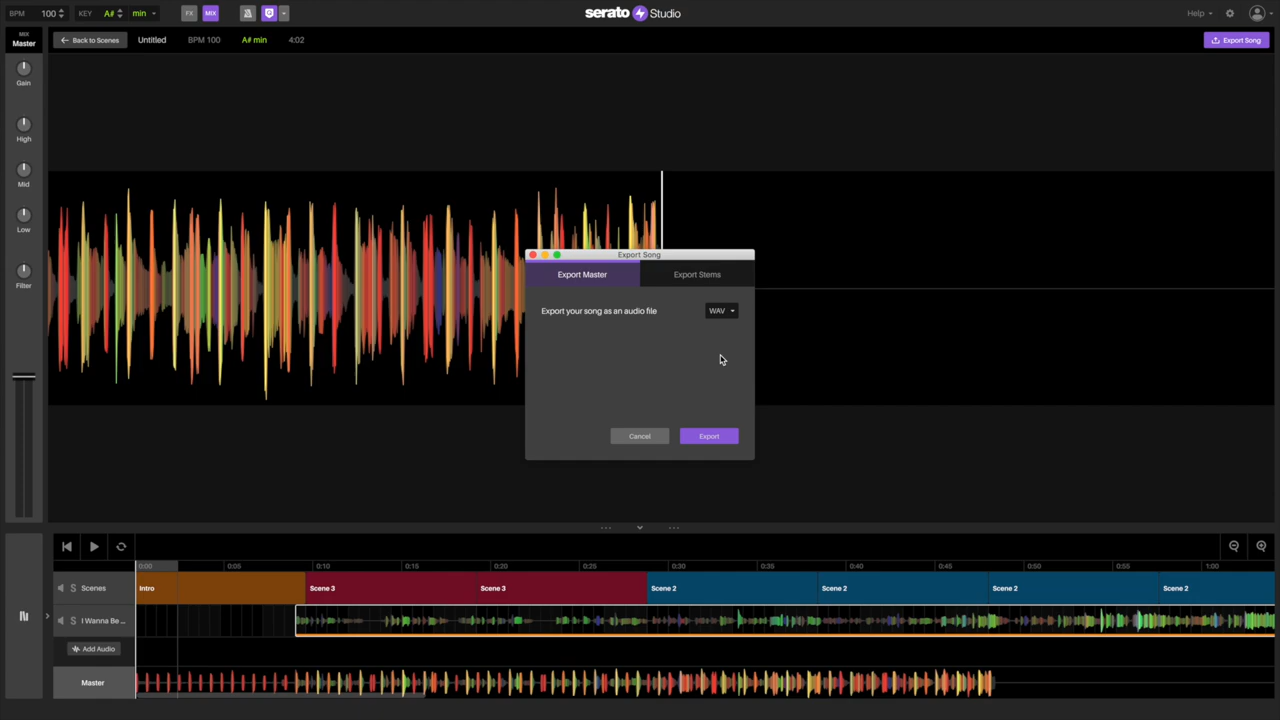 BPM 100 KEY A# min FX MIX serato Studio Help
MIX
Master
Back to Scenes Untitled BPM 100 A# min 4:02 Export Song
Gain
High
Mid
Low
Filter
Export Song
Export Master Export Stems
Export your song as an audio file WAV
Cancel Export
0:00 0:05 0:10 0:15 0:20 0:25 0:30 0:35 0:40 0:45 0:50 0:55 1:00
S Scenes Intro Scene 3 Scene 3 Scene 2 Scene 2 Scene 2 Scene 2
S I Wanna Be ...
Add Audio
Master